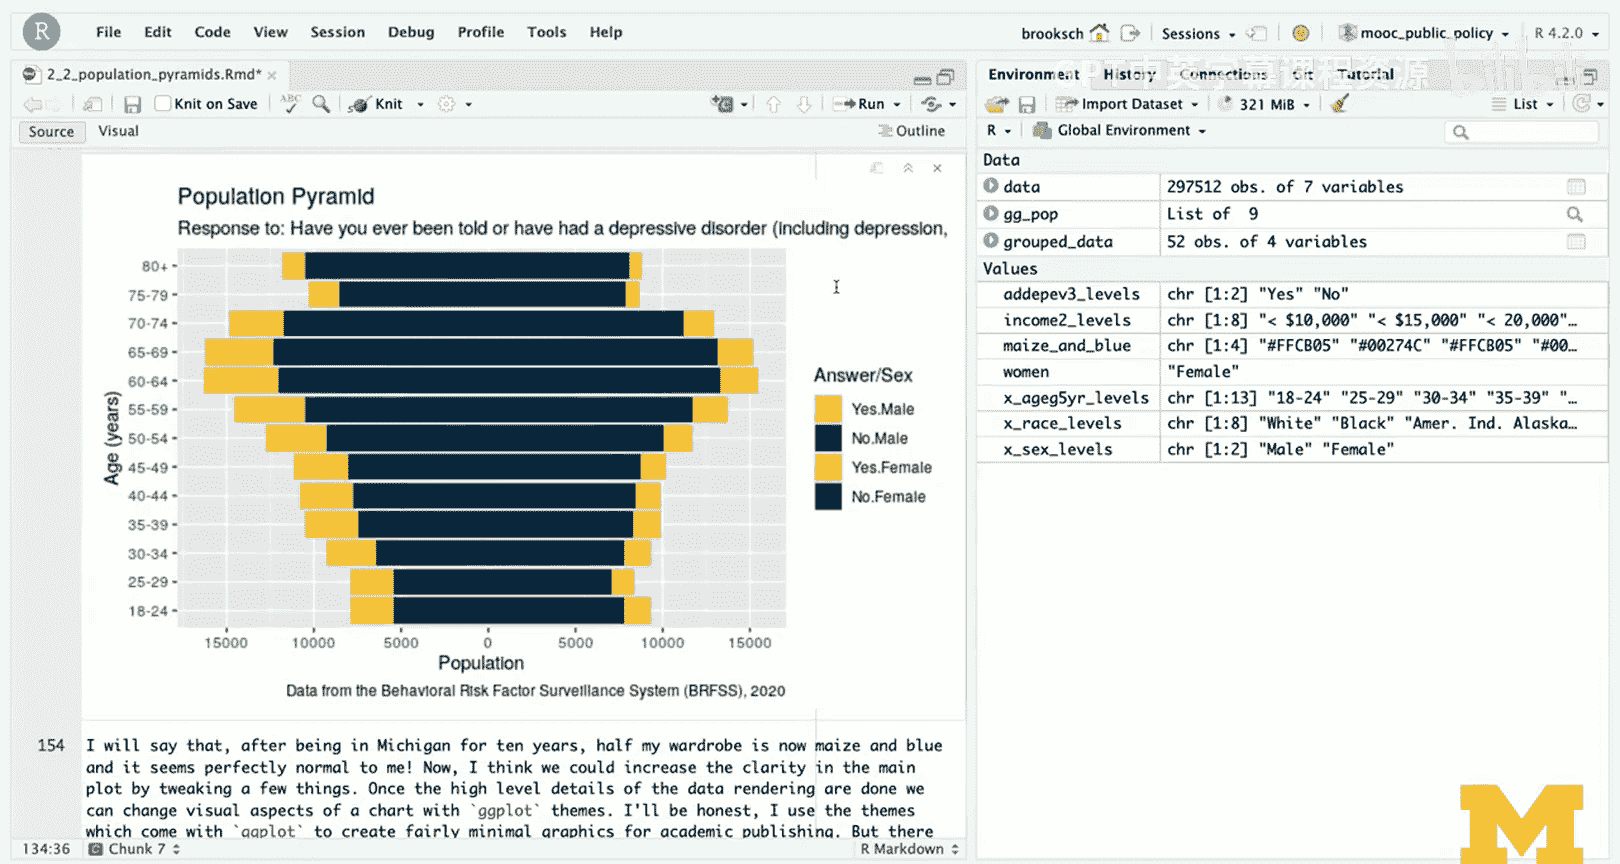 R
File Edit Code View Session Debug Profile Tools Help
brooksch Sessions mooc_public_policy R 4.2.0
2_2_population_pyramids.Rmd*
Knit on Save ABC Knit Run
Source Visual Outline
Environment History Connections Git Tutorial
GPT中英字幕课程资源
Import Dataset 321 MiB List
R Global Environment
Population Pyramid
Response to: Have you ever been told or have had a depressive disorder (including depression,
Age (years)
80+
75-79
70-74
65-69
60-64
55-59
50-54
45-49
40-44
35-39
30-34
25-29
18-24
15000 10000 5000 0 5000 10000 15000
Population
Data from the Behavioral Risk Factor Surveillance System (BRFSS), 2020
Answer/Sex
Yes.Male
No.Male
Yes.Female
No.Female
154 I will say that, after being in Michigan for ten years, half my wardrobe is now maize and blue
and it seems perfectly normal to me! Now, I think we could increase the clarity in the main
plot by tweaking a few things. Once the high level details of the data rendering are done we
can change visual aspects of a chart with `ggplot` themes. I'll be honest, I use the themes
which come with `ggplot` to create fairly minimal graphics for academic publishing. But there
134:36 C Chunk 7 R Markdown
Data
data 297512 obs. of 7 variables
gg_pop List of 9
grouped_data 52 obs. of 4 variables
Values
addepev3_levels chr [1:2] "Yes" "No"
income2_levels chr [1:8] "< $10,000" "< $15,000" "< 20,000"…
maize_and_blue chr [1:4] "#FFCB05" "#00274C" "#FFCB05" "#00…
women "Female"
x_ageg5yr_levels chr [1:13] "18-24" "25-29" "30-34" "35-39" "…
x_race_levels chr [1:8] "White" "Black" "Amer. Ind. Alaska…
x_sex_levels chr [1:2] "Male" "Female"
M